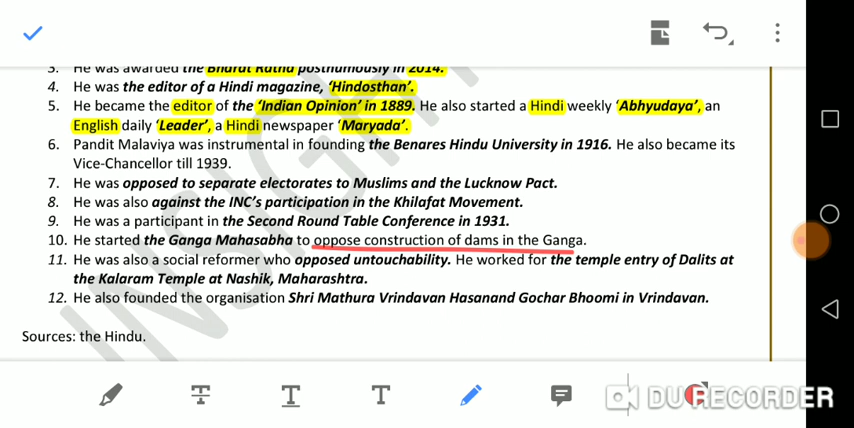 3. He was awarded the Bharat Ratna posthumously in 2014.
4. He was the editor of a Hindi magazine, 'Hindosthan'.
5. He became the editor of the 'Indian Opinion' in 1889. He also started a Hindi weekly 'Abhyudaya', an
English daily 'Leader', a Hindi newspaper 'Maryada'.
6. Pandit Malaviya was instrumental in founding the Benares Hindu University in 1916. He also became its
Vice-Chancellor till 1939.
7. He was opposed to separate electorates to Muslims and the Lucknow Pact.
8. He was also against the INC's participation in the Khilafat Movement.
9. He was a participant in the Second Round Table Conference in 1931.
10. He started the Ganga Mahasabha to oppose construction of dams in the Ganga.
11. He was also a social reformer who opposed untouchability. He worked for the temple entry of Dalits at
the Kalaram Temple at Nashik, Maharashtra.
12. He also founded the organisation Shri Mathura Vrindavan Hasanand Gochar Bhoomi in Vrindavan.
Sources: the Hindu.
T T T
DU RECORDER